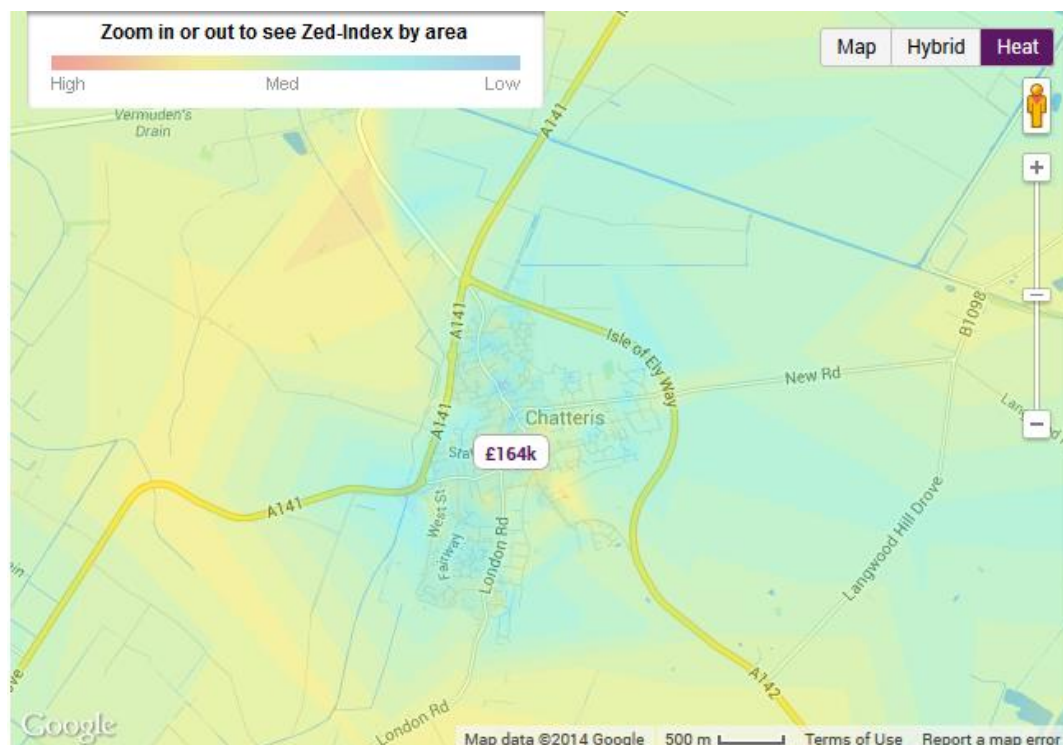 Zoom in or out to see Zed-Index by area
High Med Low
Map Hybrid Heat
Vermuden's
Drain
A141
+
B1098
A141
Isle of Ely Way
New Rd
A141
Chatteris
£164k
−
A141
West St
Fairway
London Rd
Langwood Hill Drove
A142
London Rd
Google
Map data ©2014 Google 500 m Terms of Use Report a map error